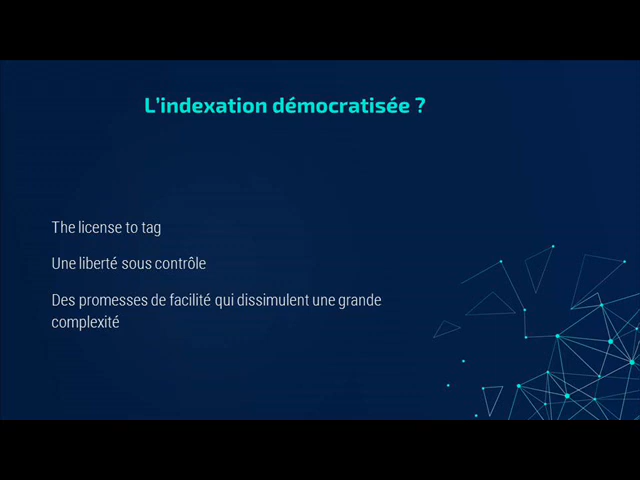 L'indexation démocratisée ?
The license to tag
Une liberté sous contrôle
Des promesses de facilité qui dissimulent une grande
complexité